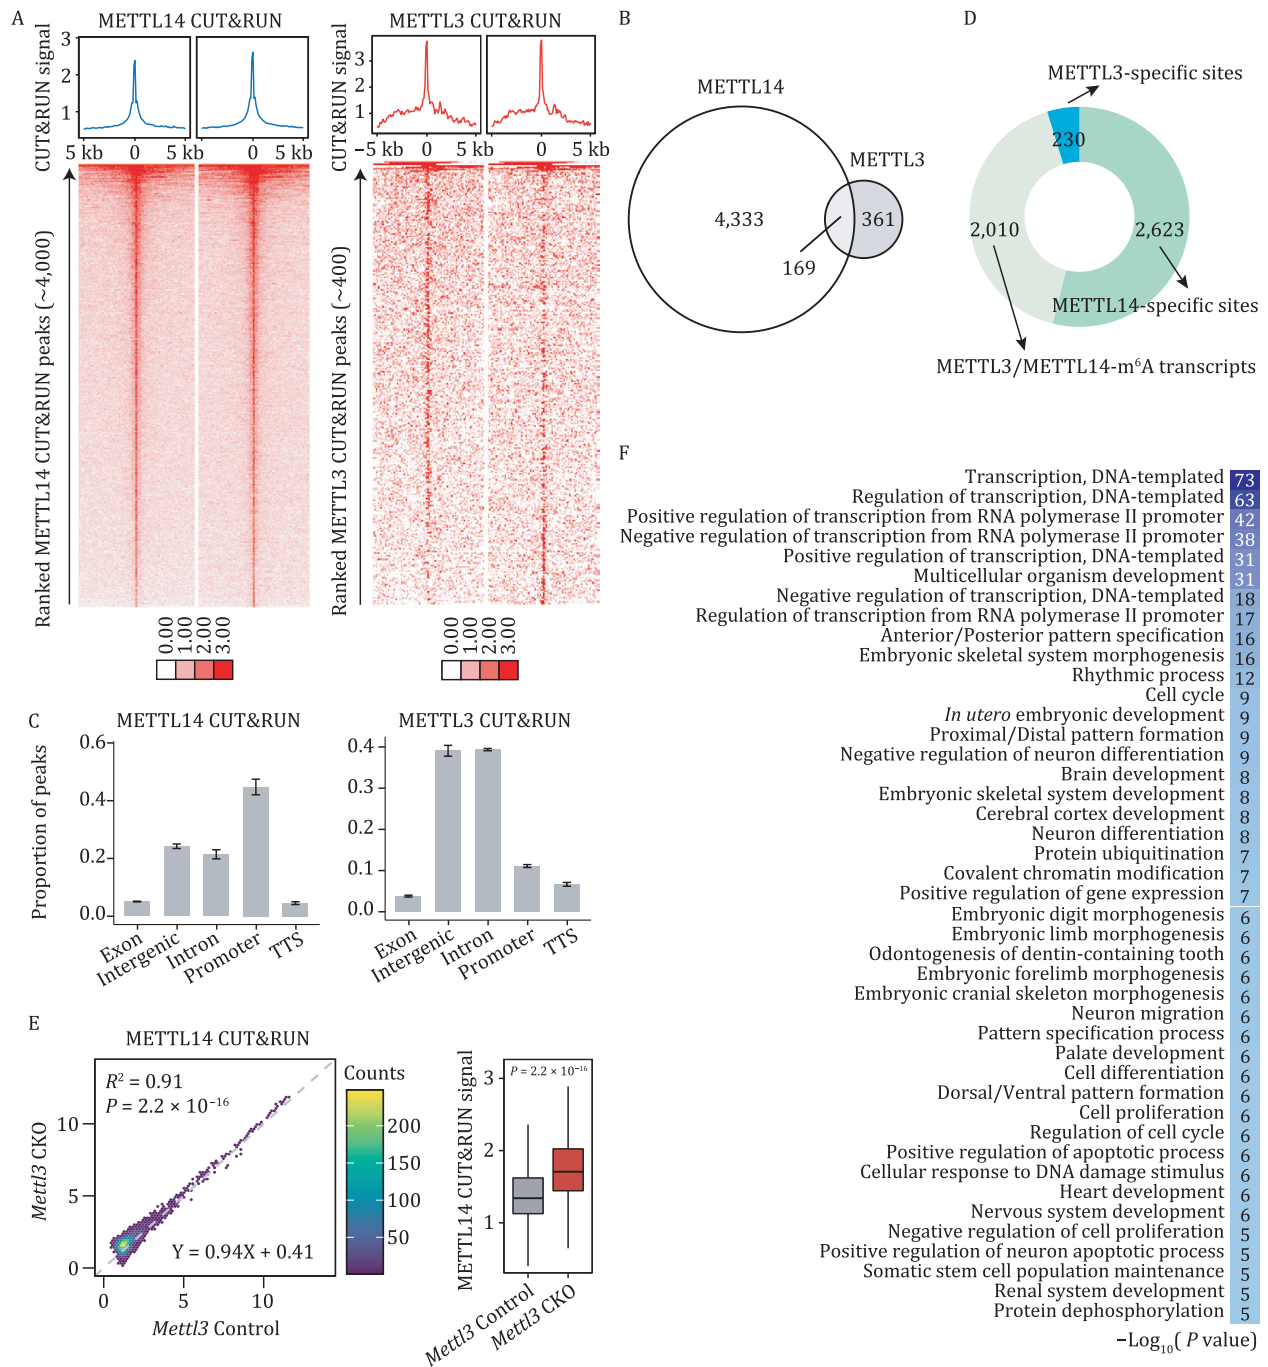 A
METTL14 CUT&RUN
METTL3 CUT&RUN
CUT&RUN signal
3
2
1
5 kb
0
5 kb
0
5 kb
CUT&RUN signal
3
2
1
−5 kb
0
5 kb
0
5 kb
Ranked METTL14 CUT&RUN peaks (~4,000)
Ranked METTL3 CUT&RUN peaks (~400)
0.00
1.00
2.00
3.00
0.00
1.00
2.00
3.00
B
METTL14
METTL3
4,333
361
169
D
METTL3-specific sites
230
2,010
2,623
METTL14-specific sites
METTL3/METTL14-m⁶A transcripts
C
METTL14 CUT&RUN
METTL3 CUT&RUN
Proportion of peaks
0.6
0.4
0.2
0.0
Exon
Intergenic
Intron
Promoter
TTS
0.4
0.3
0.2
0.1
0.0
Exon
Intergenic
Intron
Promoter
TTS
E
METTL14 CUT&RUN
R² = 0.91
P = 2.2 × 10⁻¹⁶
Y = 0.94X + 0.41
Mettl3 CKO
10
5
0
0
5
10
Mettl3 Control
Counts
200
150
100
50
METTL14 CUT&RUN signal
P = 2.2 × 10⁻¹⁶
3
2
1
Mettl3 Control
Mettl3 CKO
F
Transcription, DNA-templated 73
Regulation of transcription, DNA-templated 63
Positive regulation of transcription from RNA polymerase II promoter 42
Negative regulation of transcription from RNA polymerase II promoter 38
Positive regulation of transcription, DNA-templated 31
Multicellular organism development 31
Negative regulation of transcription, DNA-templated 18
Regulation of transcription from RNA polymerase II promoter 17
Anterior/Posterior pattern specification 16
Embryonic skeletal system morphogenesis 16
Rhythmic process 12
Cell cycle 9
In utero embryonic development 9
Proximal/Distal pattern formation 9
Negative regulation of neuron differentiation 9
Brain development 8
Embryonic skeletal system development 8
Cerebral cortex development 8
Neuron differentiation 8
Protein ubiquitination 7
Covalent chromatin modification 7
Positive regulation of gene expression 7
Embryonic digit morphogenesis 6
Embryonic limb morphogenesis 6
Odontogenesis of dentin-containing tooth 6
Embryonic forelimb morphogenesis 6
Embryonic cranial skeleton morphogenesis 6
Neuron migration 6
Pattern specification process 6
Palate development 6
Cell differentiation 6
Dorsal/Ventral pattern formation 6
Cell proliferation 6
Regulation of cell cycle 6
Positive regulation of apoptotic process 6
Cellular response to DNA damage stimulus 6
Heart development 6
Nervous system development 6
Negative regulation of cell proliferation 5
Positive regulation of neuron apoptotic process 5
Somatic stem cell population maintenance 5
Renal system development 5
Protein dephosphorylation 5
−Log₁₀( P value)